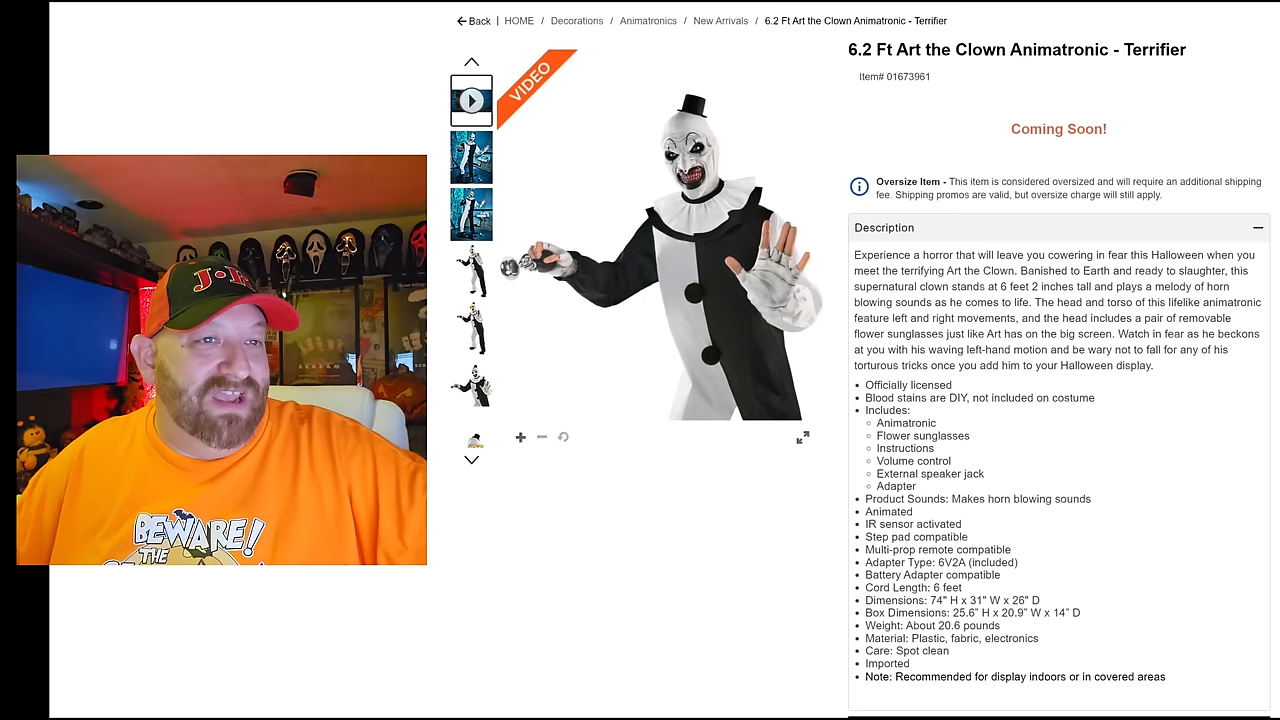 Back | HOME / Decorations / Animatronics / New Arrivals / 6.2 Ft Art the Clown Animatronic - Terrifier
VIDEO
6.2 Ft Art the Clown Animatronic - Terrifier
Item# 01673961
Coming Soon!
Oversize Item - This item is considered oversized and will require an additional shipping
fee. Shipping promos are valid, but oversize charge will still apply.
Description
Experience a horror that will leave you cowering in fear this Halloween when you
meet the terrifying Art the Clown. Banished to Earth and ready to slaughter, this
supernatural clown stands at 6 feet 2 inches tall and plays a melody of horn
blowing sounds as he comes to life. The head and torso of this lifelike animatronic
feature left and right movements, and the head includes a pair of removable
flower sunglasses just like Art has on the big screen. Watch in fear as he beckons
at you with his waving left-hand motion and be wary not to fall for any of his
torturous tricks once you add him to your Halloween display.
Officially licensed
Blood stains are DIY, not included on costume
Includes:
Animatronic
Flower sunglasses
Instructions
Volume control
External speaker jack
Adapter
Product Sounds: Makes horn blowing sounds
Animated
IR sensor activated
Step pad compatible
Multi-prop remote compatible
Adapter Type: 6V2A (included)
Battery Adapter compatible
Cord Length: 6 feet
Dimensions: 74" H x 31" W x 26" D
Box Dimensions: 25.6" H x 20.9" W x 14" D
Weight: About 20.6 pounds
Material: Plastic, fabric, electronics
Care: Spot clean
Imported
Note: Recommended for display indoors or in covered areas
SCREAM
BEWARE!
THE